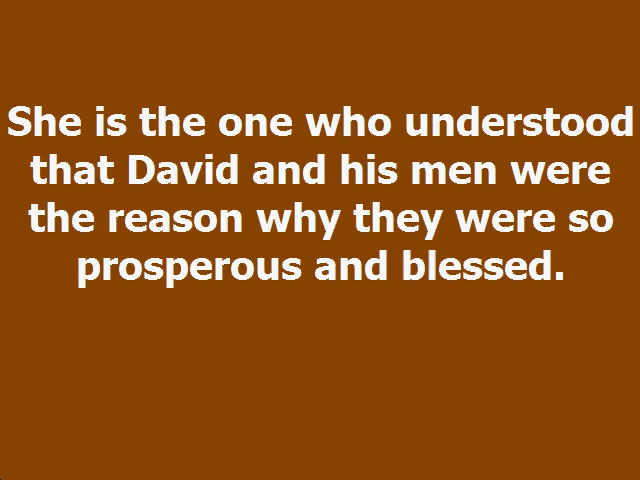 She is the one who understood
that David and his men were
the reason why they were so
prosperous and blessed.